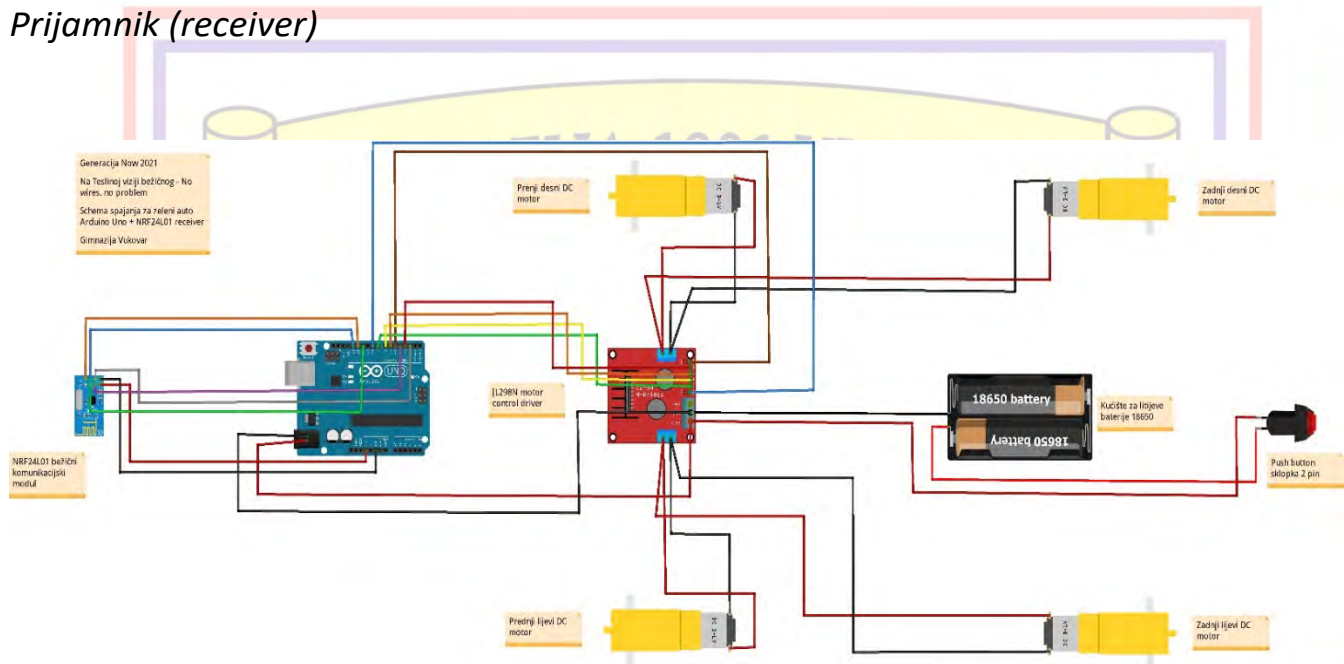 Prijamnik (receiver)
Generacija Now 2021
Na Teslinoj viziji bežičnog - No
wires, no problem
Schema spajanja za zeleni auto
Arduino Uno + NRF24L01 receiver
Gimnazija Vukovar
Prenji desni DC
motor
Zadnji desni DC
motor
UNO
L298N motor
control driver
18650 battery
18650 battery
Kućište za litijeve
baterije 18650
Push button
sklopka 2 pin
NRF24L01 bežični
komunikacijski
modul
Prednji lijevi DC
motor
Zadnji lijevi DC
motor